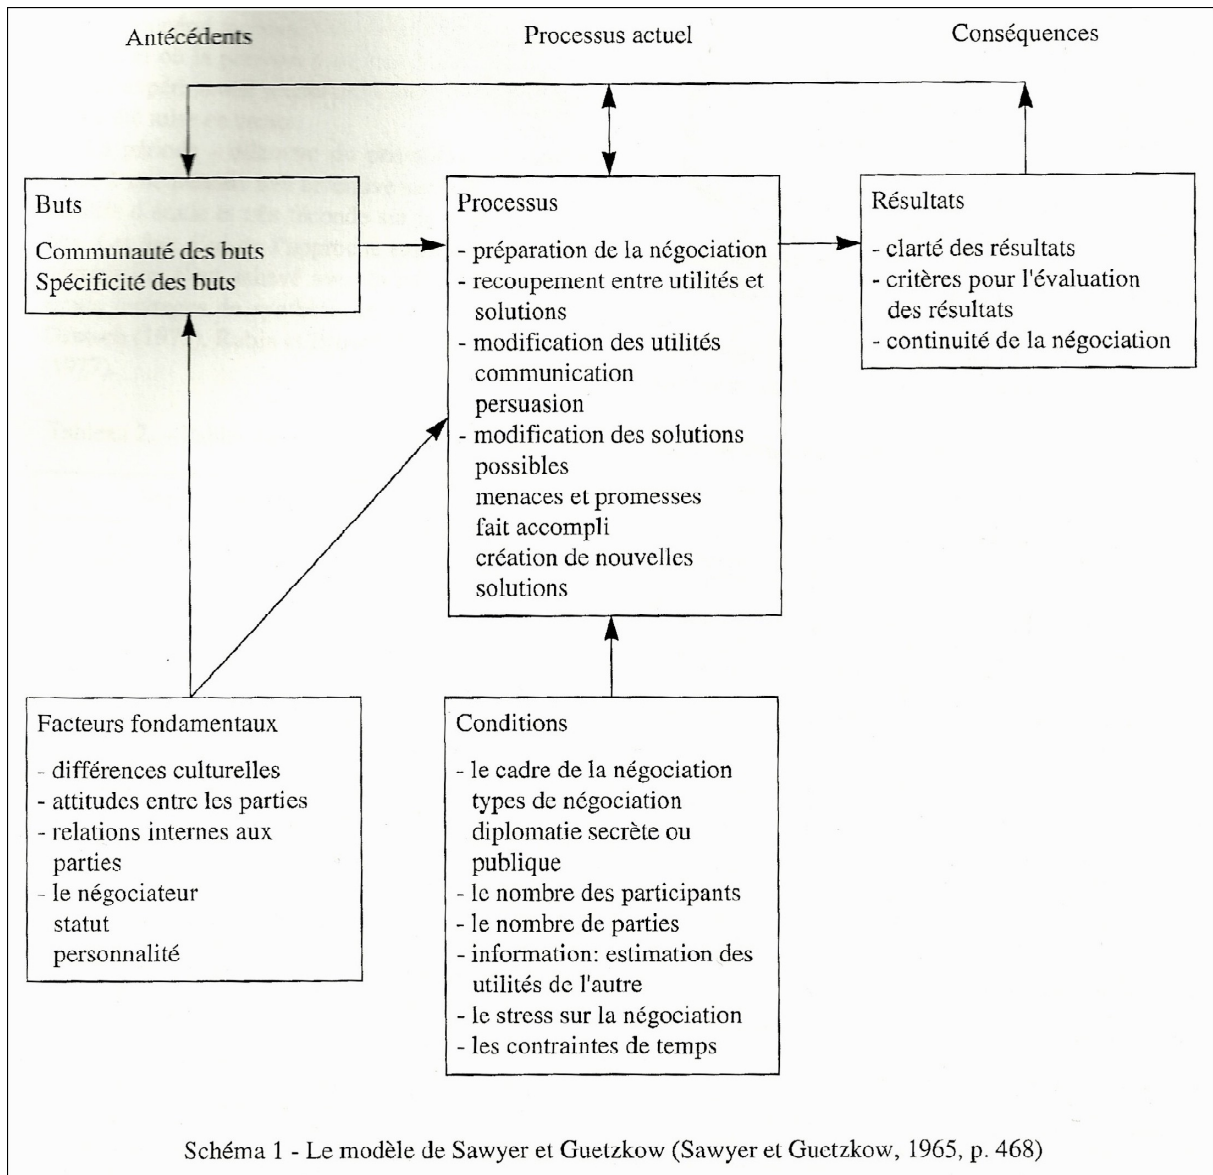 Antécédents
Processus actuel
Conséquences
Buts
Communauté des buts
Spécificité des buts
Processus
- préparation de la négociation
- recoupement entre utilités et
solutions
- modification des utilités
communication
persuasion
- modification des solutions
possibles
menaces et promesses
fait accompli
création de nouvelles
solutions
Résultats
- clarté des résultats
- critères pour l'évaluation
des résultats
- continuité de la négociation
Facteurs fondamentaux
- différences culturelles
- attitudes entre les parties
- relations internes aux
parties
- le négociateur
statut
personnalité
Conditions
- le cadre de la négociation
types de négociation
diplomatie secrète ou
publique
- le nombre des participants
- le nombre de parties
- information: estimation des
utilités de l'autre
- le stress sur la négociation
- les contraintes de temps
Schéma 1 - Le modèle de Sawyer et Guetzkow (Sawyer et Guetzkow, 1965, p. 468)